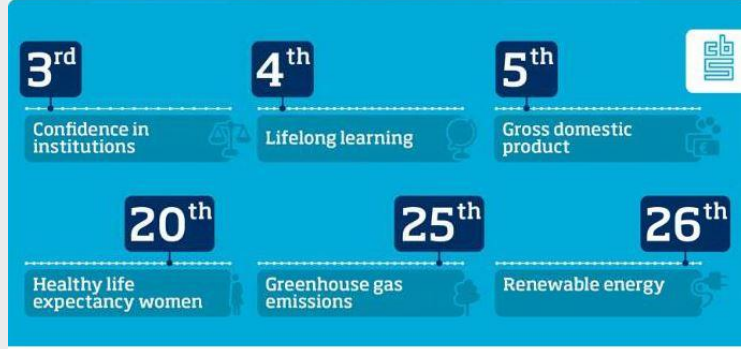 3rd
4th
5th
cbs
Confidence in
institutions
Lifelong learning
Gross domestic
product
€
20th
25th
26th
Healthy life
expectancy women
Greenhouse gas
emissions
Renewable energy